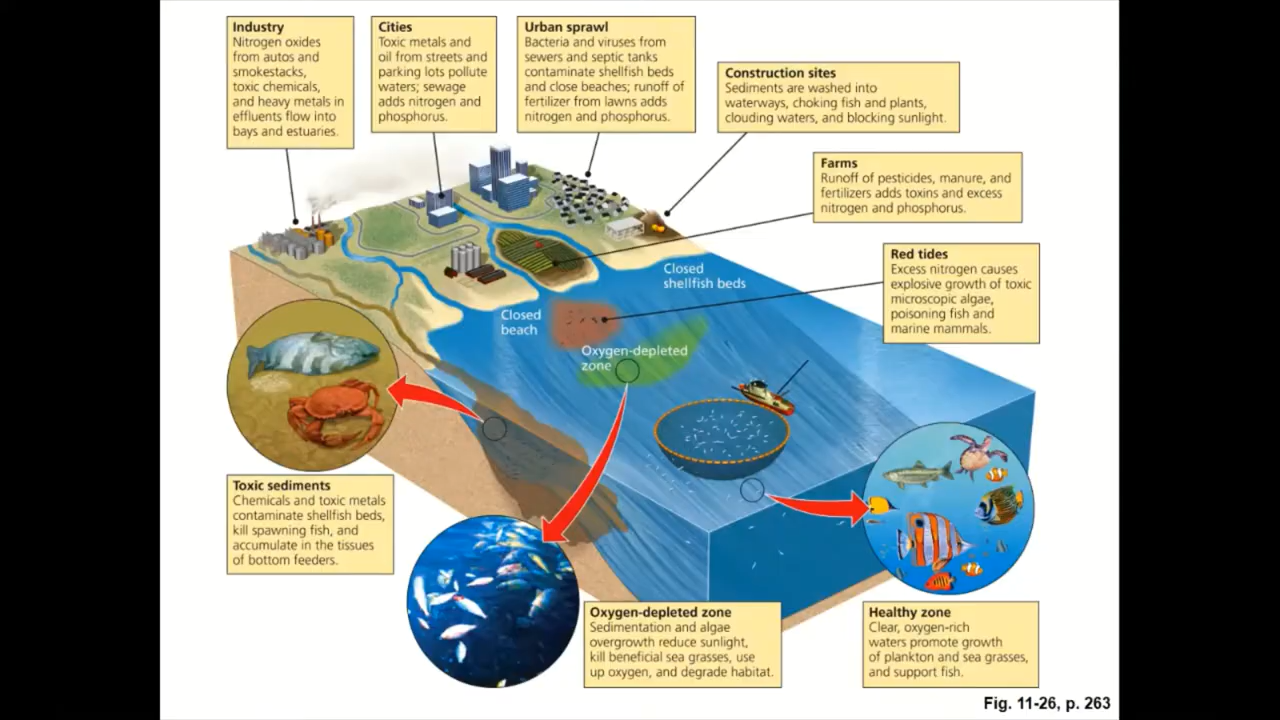 Industry
Nitrogen oxides
from autos and
smokestacks,
toxic chemicals,
and heavy metals in
effluents flow into
bays and estuaries.
Cities
Toxic metals and
oil from streets and
parking lots pollute
waters; sewage
adds nitrogen and
phosphorus.
Urban sprawl
Bacteria and viruses from
sewers and septic tanks
contaminate shellfish beds
and close beaches; runoff of
fertilizer from lawns adds
nitrogen and phosphorus.
Construction sites
Sediments are washed into
waterways, choking fish and plants,
clouding waters, and blocking sunlight.
Farms
Runoff of pesticides, manure, and
fertilizers adds toxins and excess
nitrogen and phosphorus.
Red tides
Excess nitrogen causes
explosive growth of toxic
microscopic algae,
poisoning fish and
marine mammals.
Closed
shellfish beds
Closed
beach
Oxygen-depleted
zone
Toxic sediments
Chemicals and toxic metals
contaminate shellfish beds,
kill spawning fish, and
accumulate in the tissues
of bottom feeders.
Oxygen-depleted zone
Sedimentation and algae
overgrowth reduce sunlight,
kill beneficial sea grasses, use
up oxygen, and degrade habitat.
Healthy zone
Clear, oxygen-rich
waters promote growth
of plankton and sea grasses,
and support fish.
Fig. 11-26, p. 263